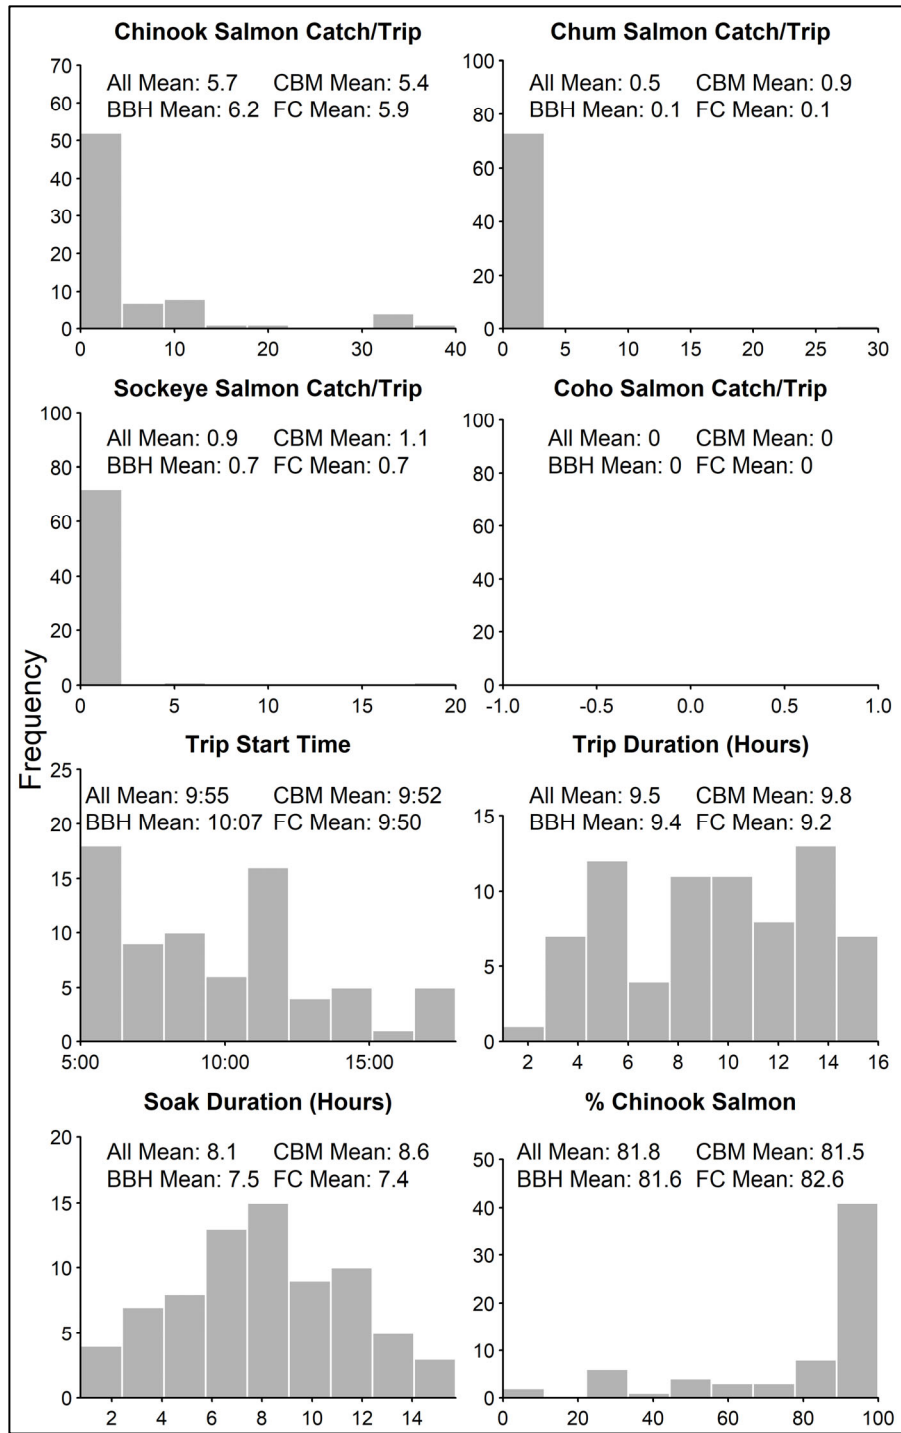 Chinook Salmon Catch/Trip
All Mean: 5.7 CBM Mean: 5.4
BBH Mean: 6.2 FC Mean: 5.9
70
60
50
40
30
20
10
0
0 10 20 30 40
Chum Salmon Catch/Trip
All Mean: 0.5 CBM Mean: 0.9
BBH Mean: 0.1 FC Mean: 0.1
100
80
60
40
20
0
0 5 10 15 20 25 30
Sockeye Salmon Catch/Trip
All Mean: 0.9 CBM Mean: 1.1
BBH Mean: 0.7 FC Mean: 0.7
100
80
60
40
20
0
0 5 10 15 20
Coho Salmon Catch/Trip
All Mean: 0 CBM Mean: 0
BBH Mean: 0 FC Mean: 0
100
80
60
40
20
0
-1.0 -0.5 0.0 0.5 1.0
Frequency
Trip Start Time
All Mean: 9:55 CBM Mean: 9:52
BBH Mean: 10:07 FC Mean: 9:50
25
20
15
10
5
0
5:00 10:00 15:00
Trip Duration (Hours)
All Mean: 9.5 CBM Mean: 9.8
BBH Mean: 9.4 FC Mean: 9.2
15
10
5
0
2 4 6 8 10 12 14 16
Soak Duration (Hours)
All Mean: 8.1 CBM Mean: 8.6
BBH Mean: 7.5 FC Mean: 7.4
20
15
10
5
0
2 4 6 8 10 12 14
% Chinook Salmon
All Mean: 81.8 CBM Mean: 81.5
BBH Mean: 81.6 FC Mean: 82.6
50
40
30
20
10
0
0 20 40 60 80 100